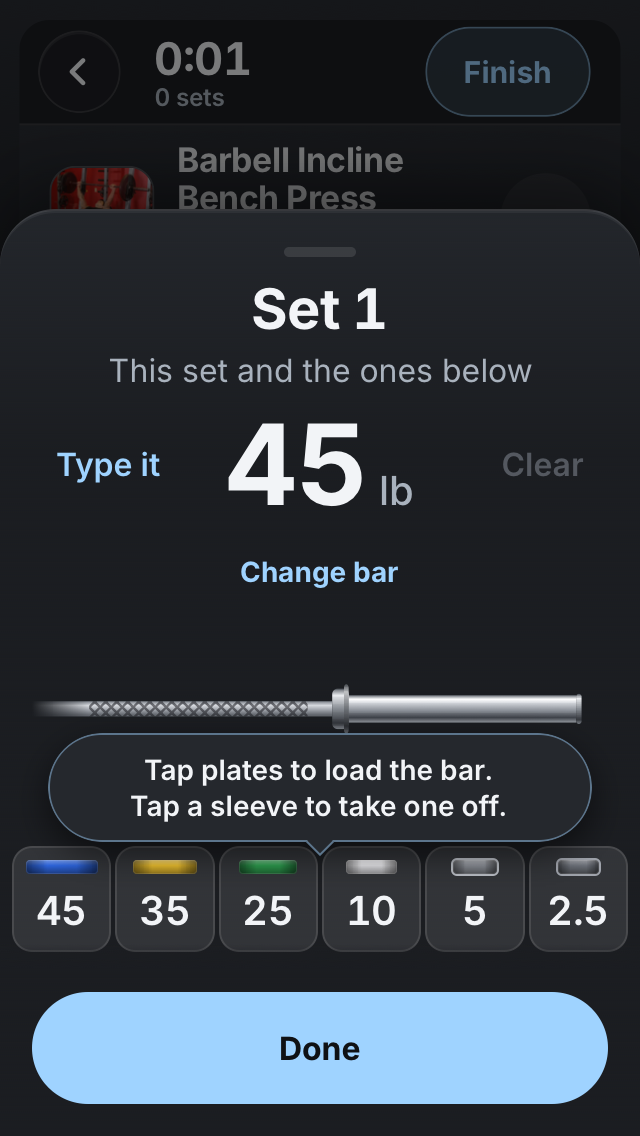 0:01
0 sets
Finish
Barbell Incline
Bench Press
Set 1
This set and the ones below
Type it
45 lb
Clear
Change bar
Tap plates to load the bar.
Tap a sleeve to take one off.
45
35
25
10
5
2.5
Done